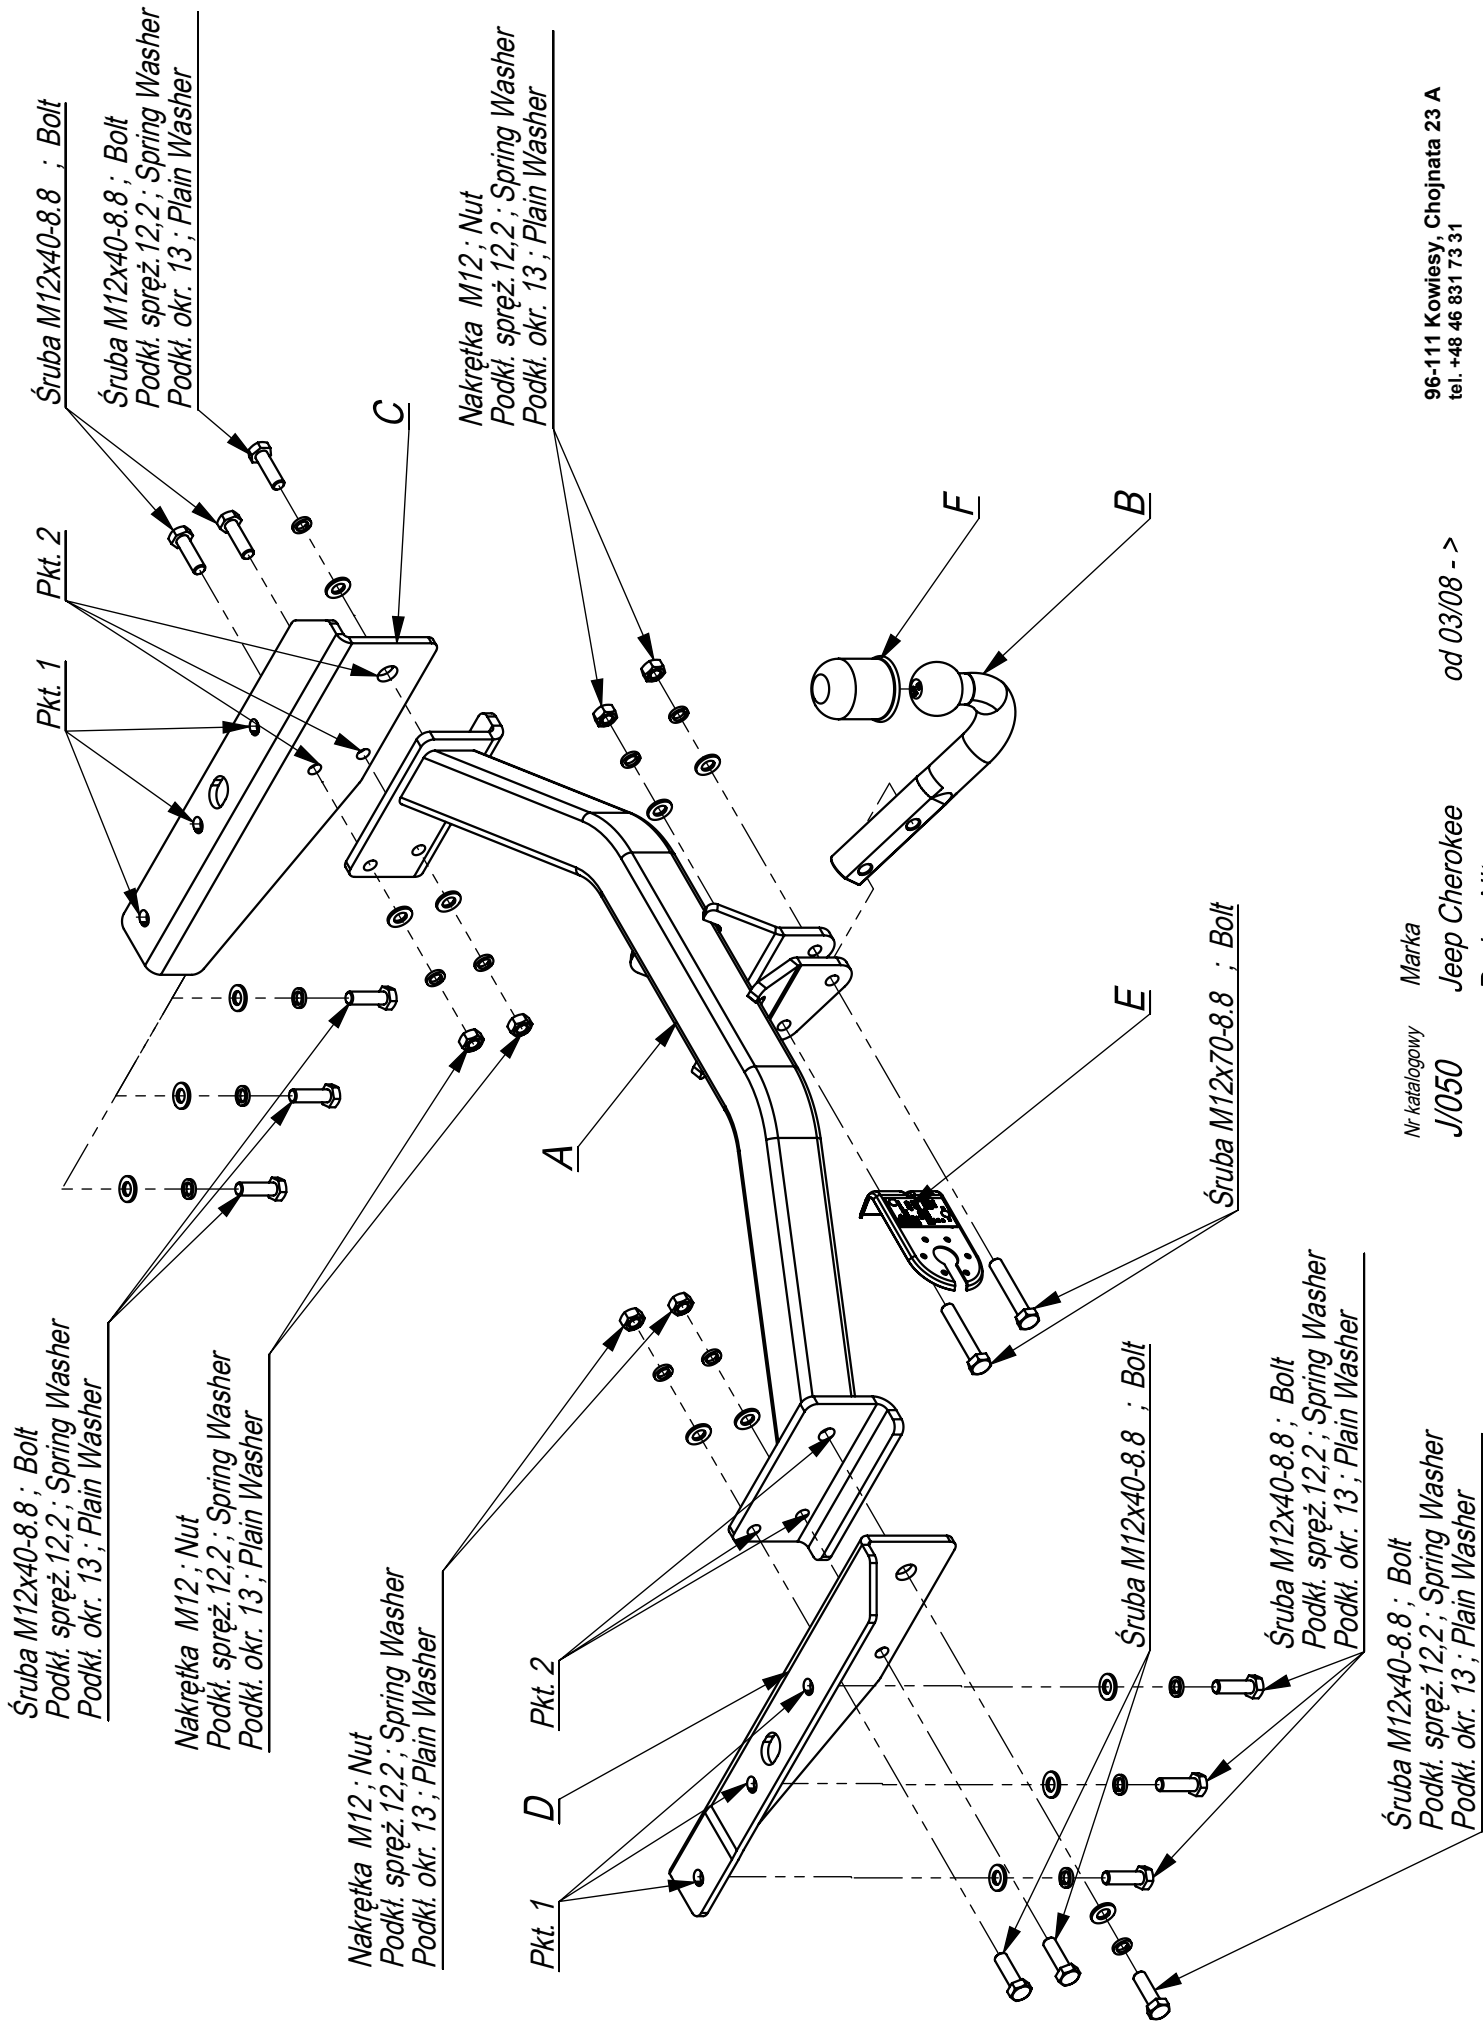 Śruba M12x40-8.8 ; Bolt
Podkł. spręż.12,2 ; Spring Washer
Podkł. okr. 13 ; Plain Washer
Śruba M12x40-8.8 ; Bolt
Pkt. 1
Pkt. 2
Śruba M12x40-8.8 ; Bolt
Podkł. spręż.12,2 ; Spring Washer
Podkł. okr. 13 ; Plain Washer
Nakrętka M12 ; Nut
Podkł. spręż.12,2 ; Spring Washer
Podkł. okr. 13 ; Plain Washer
C
Nakrętka M12 ; Nut
Podkł. spręż.12,2 ; Spring Washer
Podkł. okr. 13 ; Plain Washer
Nakrętka M12 ; Nut
Podkł. spręż.12,2 ; Spring Washer
Podkł. okr. 13 ; Plain Washer
Pkt. 1
D
Pkt. 2
A
F
B
E
Śruba M12x40-8.8 ; Bolt
Śruba M12x70-8.8 ; Bolt
Śruba M12x40-8.8 ; Bolt
Podkł. spręż.12,2 ; Spring Washer
Podkł. okr. 13 ; Plain Washer
Śruba M12x40-8.8 ; Bolt
Podkł. spręż.12,2 ; Spring Washer
Podkł. okr. 13 ; Plain Washer
Nr katalogowy Marka
J/050 Jeep Cherokee od 03/08 - >
96-111 Kowiesy, Chojnata 23 A
tel. +48 46 831 73 31